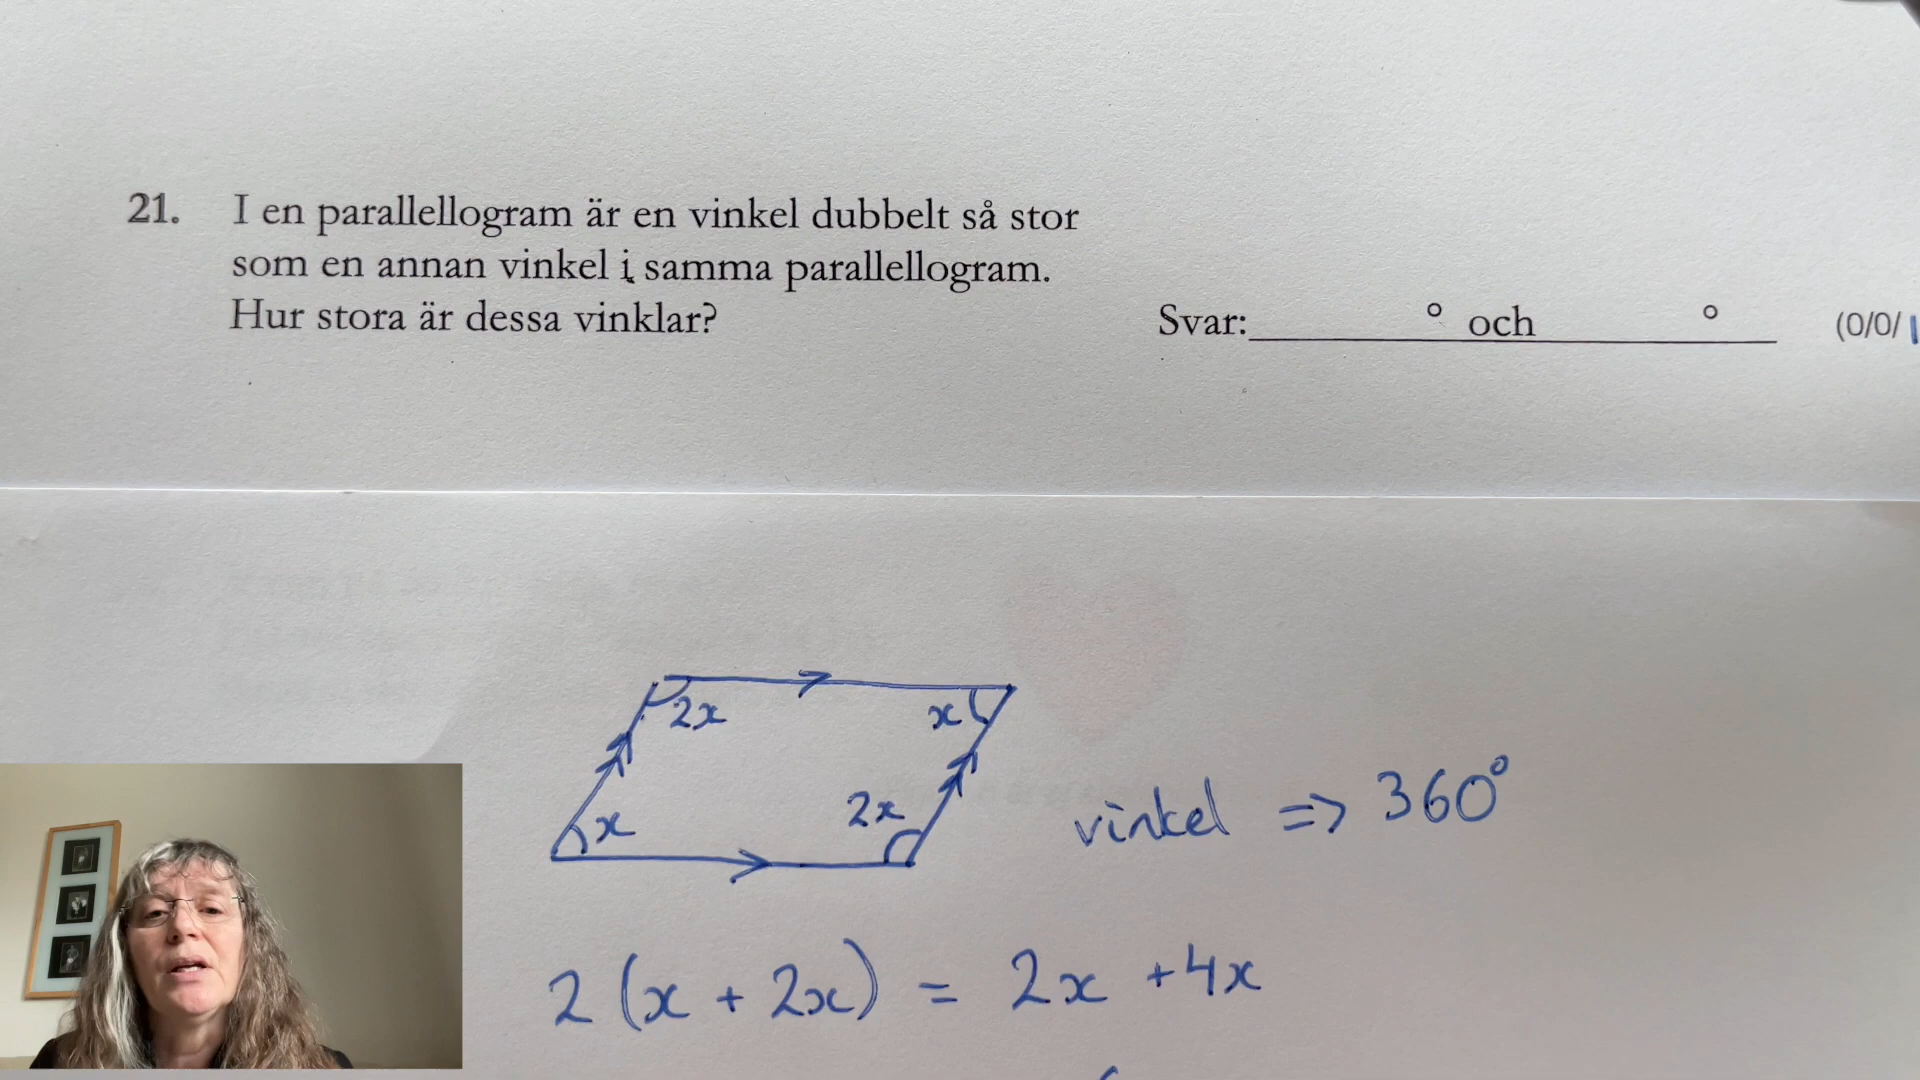 21. I en parallellogram är en vinkel dubbelt så stor
som en annan vinkel i samma parallellogram.
Hur stora är dessa vinklar?
Svar: ° och ° (0/0/
2x
x
x
2x
vinkel => 360°
2(x + 2x) = 2x + 4x